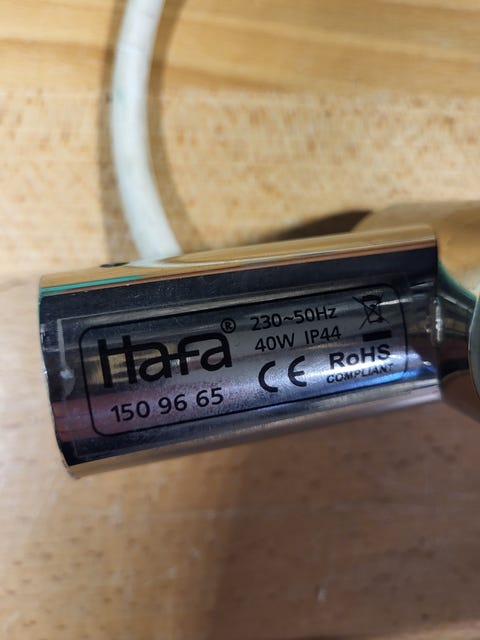 Hafa®
150 96 65
230~50Hz
40W IP44
CE
RoHS
COMPLIANT